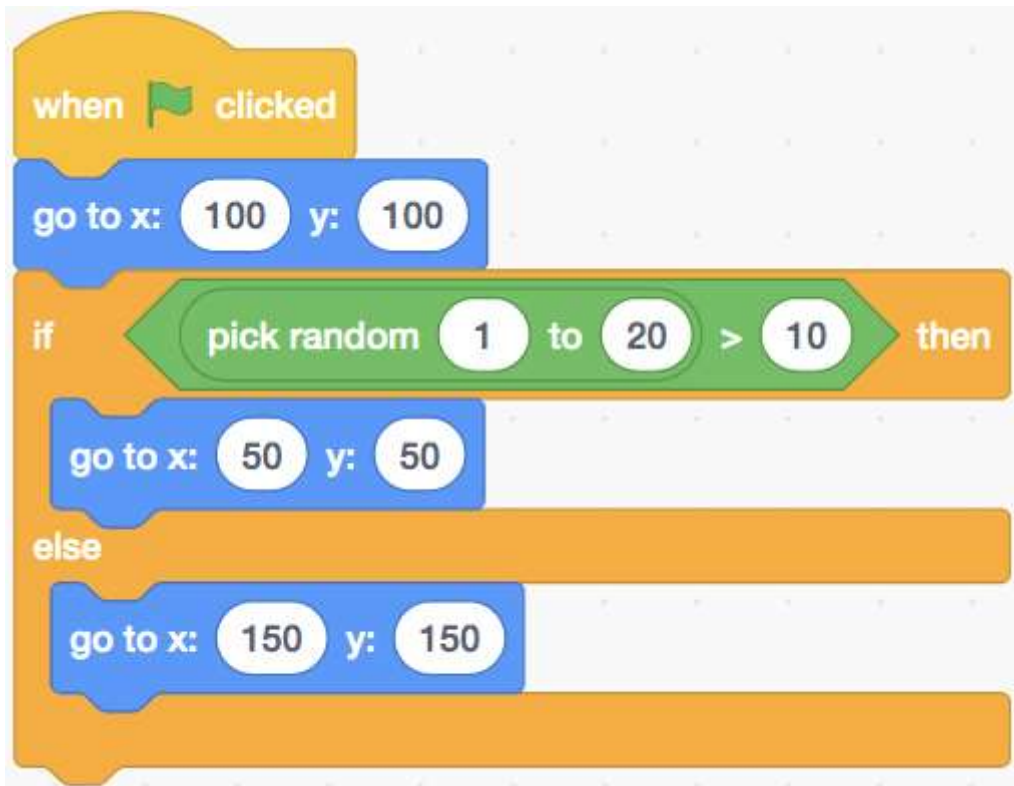 when clicked
go to x: 100 y: 100
if pick random 1 to 20 > 10 then
go to x: 50 y: 50
else
go to x: 150 y: 150